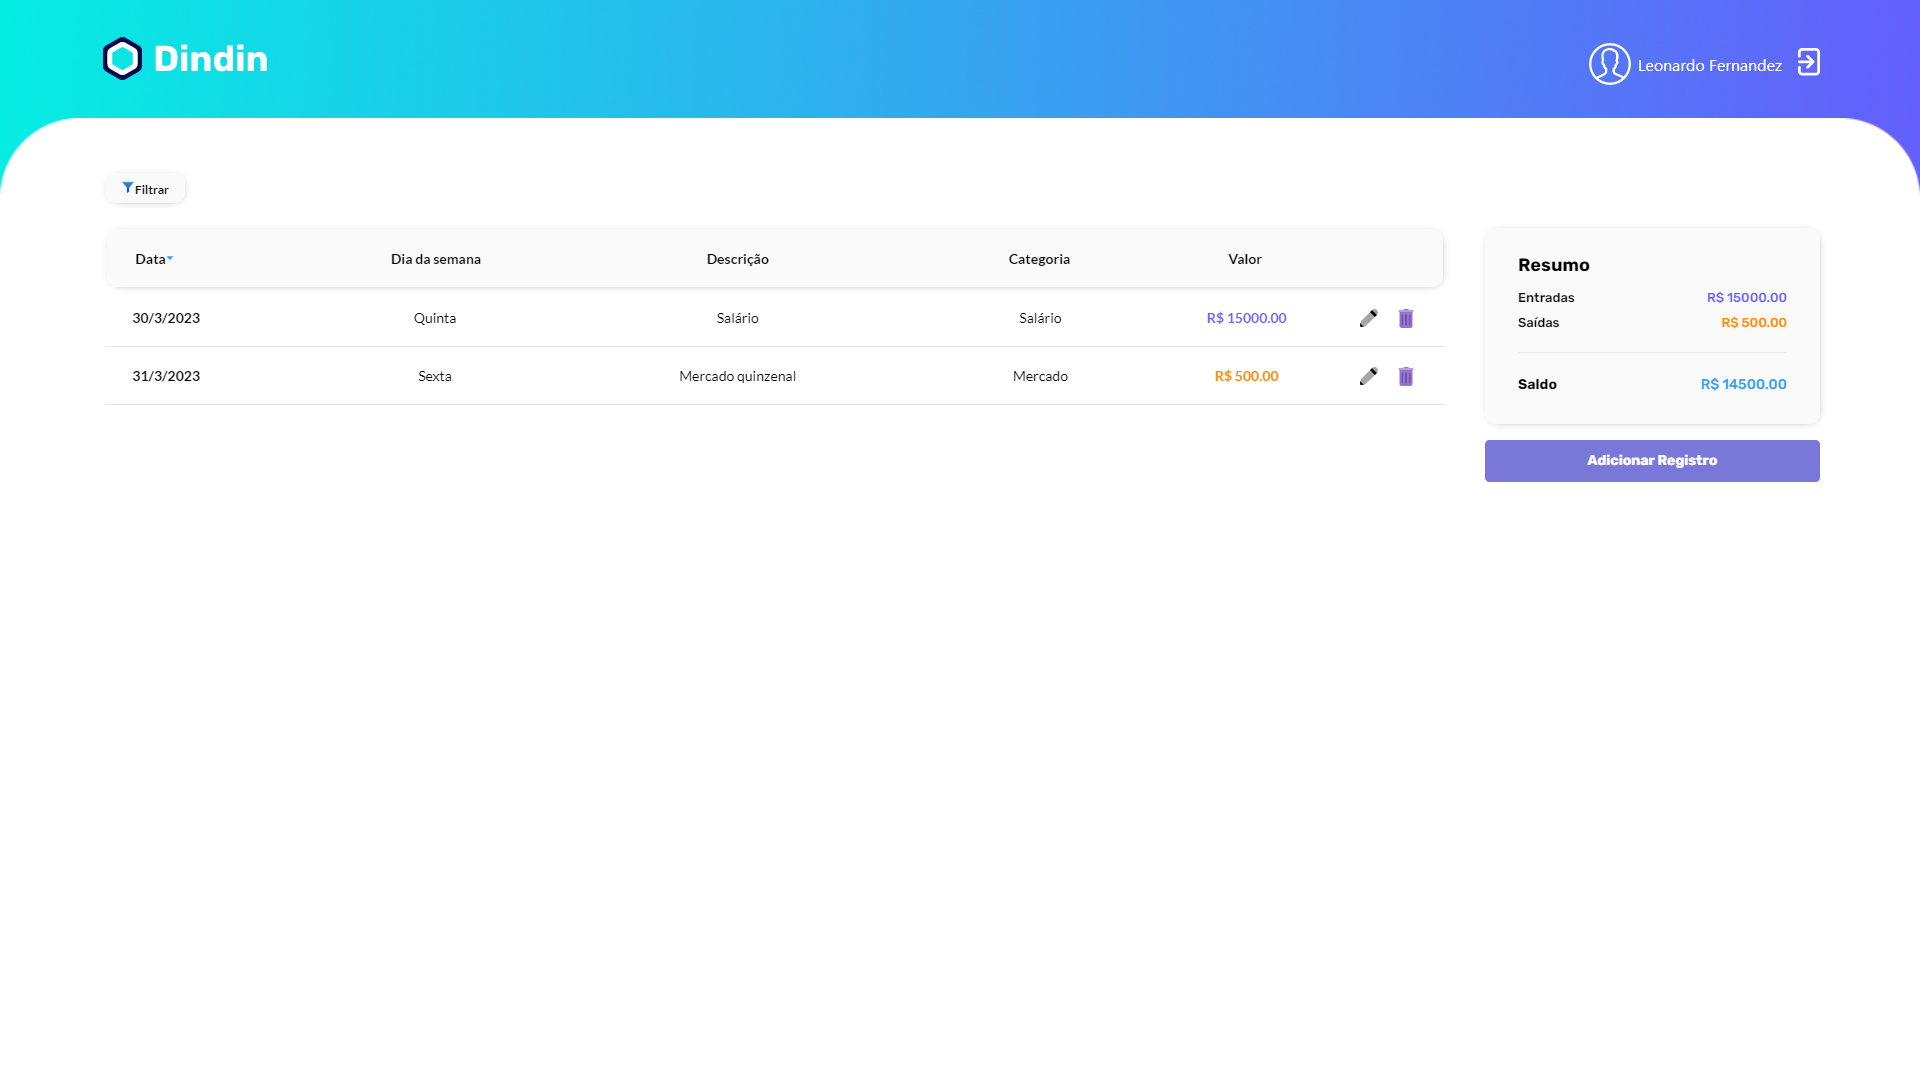 Dindin
Leonardo Fernandez
Filtrar
Data Dia da semana Descrição Categoria Valor
30/3/2023 Quinta Salário Salário R$ 15000.00
31/3/2023 Sexta Mercado quinzenal Mercado R$ 500.00
Resumo
Entradas R$ 15000.00
Saídas R$ 500.00
Saldo R$ 14500.00
Adicionar Registro